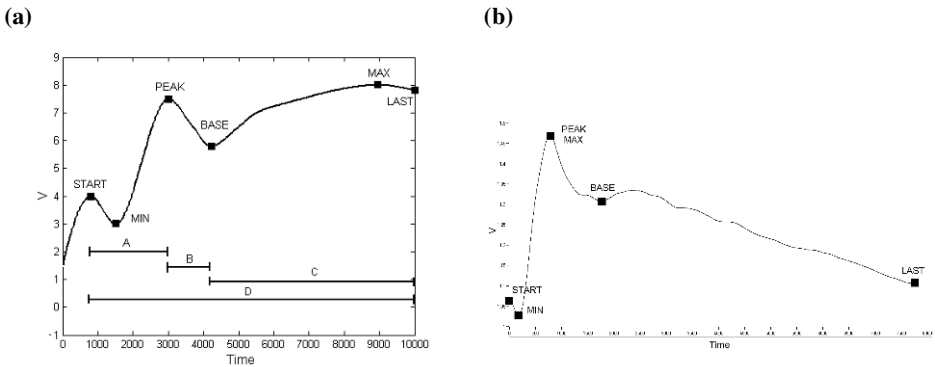 (a)
(b)
9
8
7
6
5
4
3
2
1
0
-1
V
MAX
PEAK
LAST
BASE
START
MIN
A
B
C
D
0 1000 2000 3000 4000 5000 6000 7000 8000 9000 10000
Time
PEAK
MAX
BASE
V
START
MIN
LAST
Time